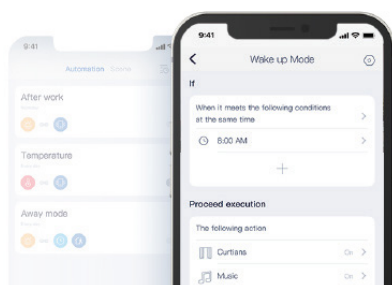 9:41
Automation
After work
Temperature
Away mode
9:41
Wake up Mode
If
When it meets the following conditions
at the same time
6:00 AM
Proceed execution
The following action
Curtians
On
Music
On